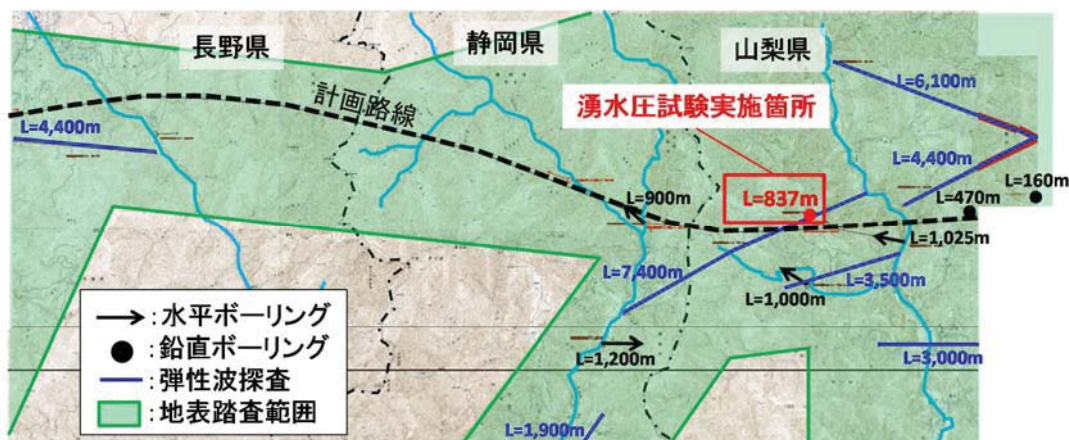 長野県
静岡県
山梨県
計画路線
L=6,100m
湧水圧試験実施箇所
L=4,400m
L=4,400m
L=160m
L=900m
L=837m
L=470m
L=1,025m
L=7,400m
L=3,500m
L=1,000m
L=1,200m
L=3,000m
L=1,900m
:水平ボーリング
:鉛直ボーリング
:弾性波探査
:地表踏査範囲